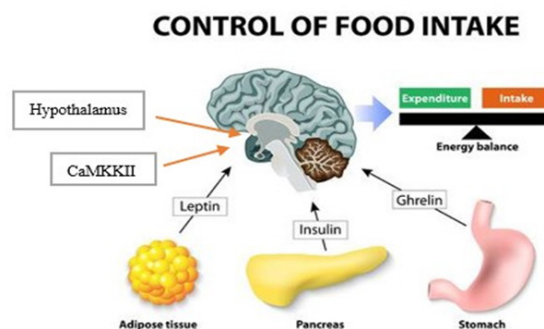 CONTROL OF FOOD INTAKE
Hypothalamus
CaMKKII
Expenditure
Intake
Energy balance
Leptin
Insulin
Ghrelin
Adipose tissue
Pancreas
Stomach